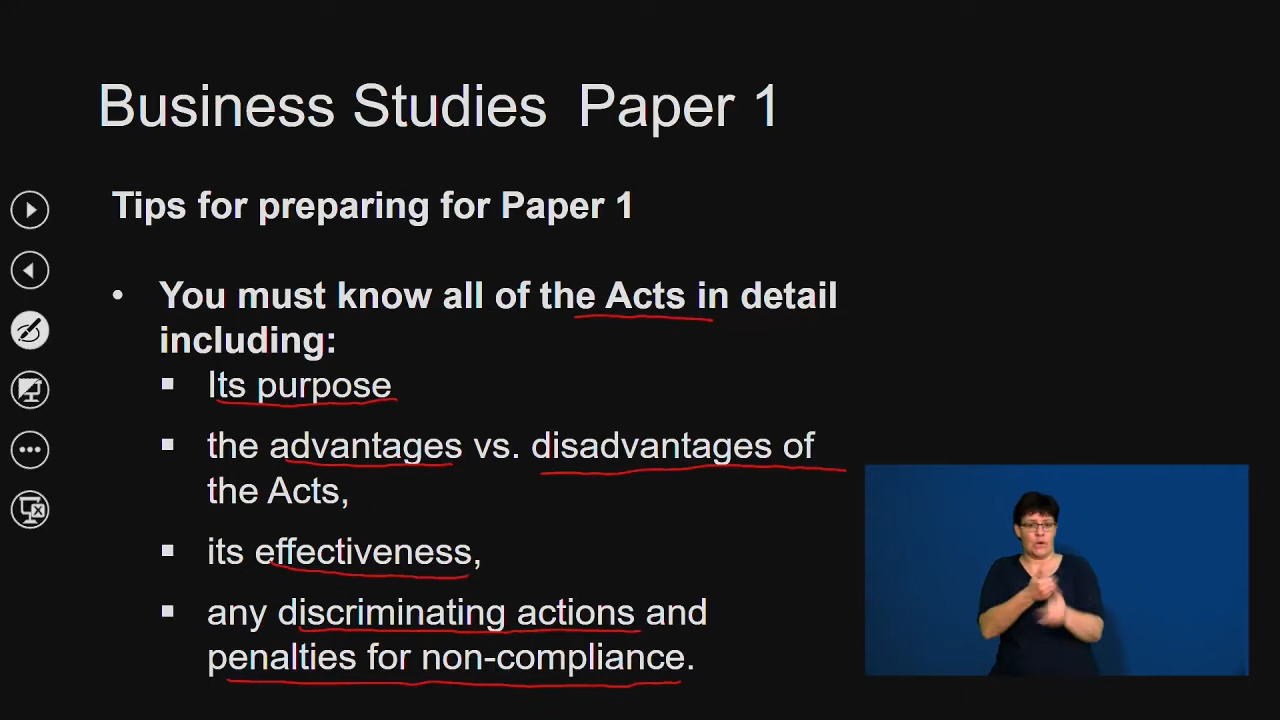 Business Studies Paper 1
Tips for preparing for Paper 1
• You must know all of the Acts in detail
including:
▪ Its purpose
▪ the advantages vs. disadvantages of
the Acts,
▪ its effectiveness,
▪ any discriminating actions and
penalties for non-compliance.